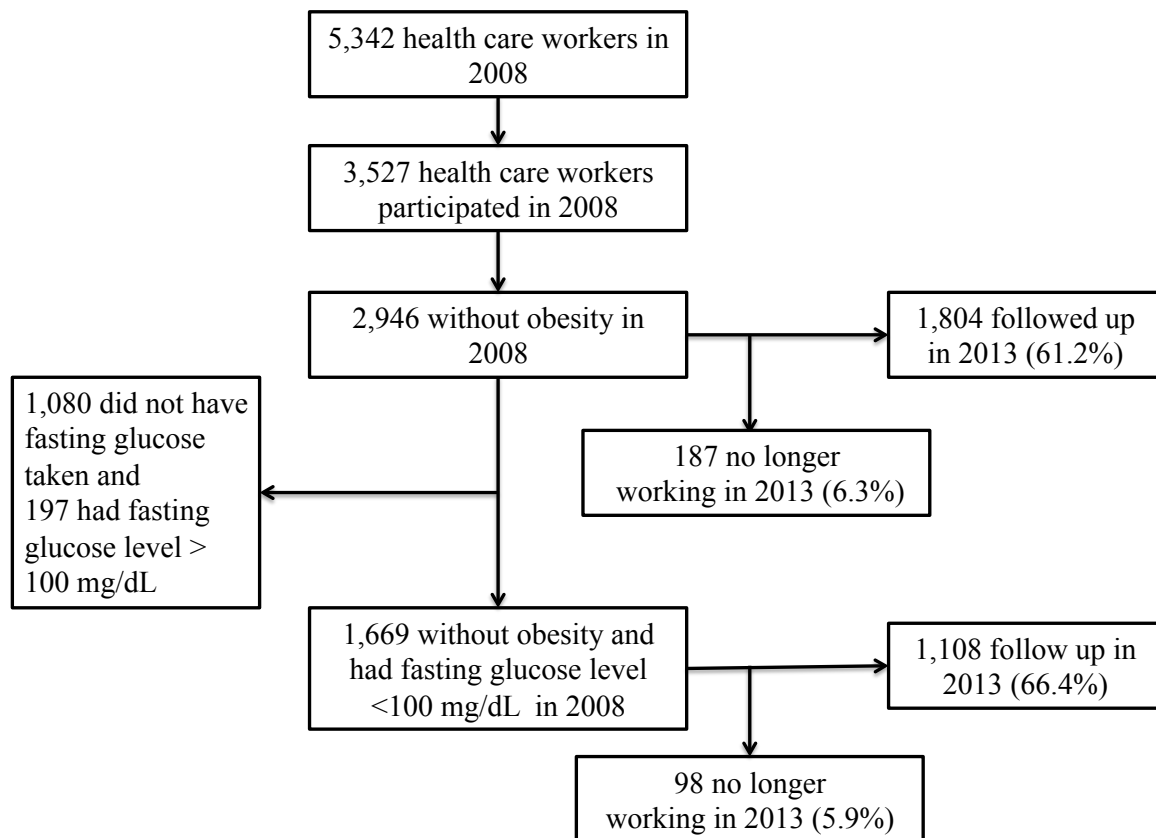 5,342 health care workers in
2008
3,527 health care workers
participated in 2008
2,946 without obesity in
2008
1,804 followed up
in 2013 (61.2%)
187 no longer
working in 2013 (6.3%)
1,080 did not have
fasting glucose
taken and
197 had fasting
glucose level >
100 mg/dL
1,669 without obesity and
had fasting glucose level
<100 mg/dL in 2008
1,108 follow up in
2013 (66.4%)
98 no longer
working in 2013 (5.9%)